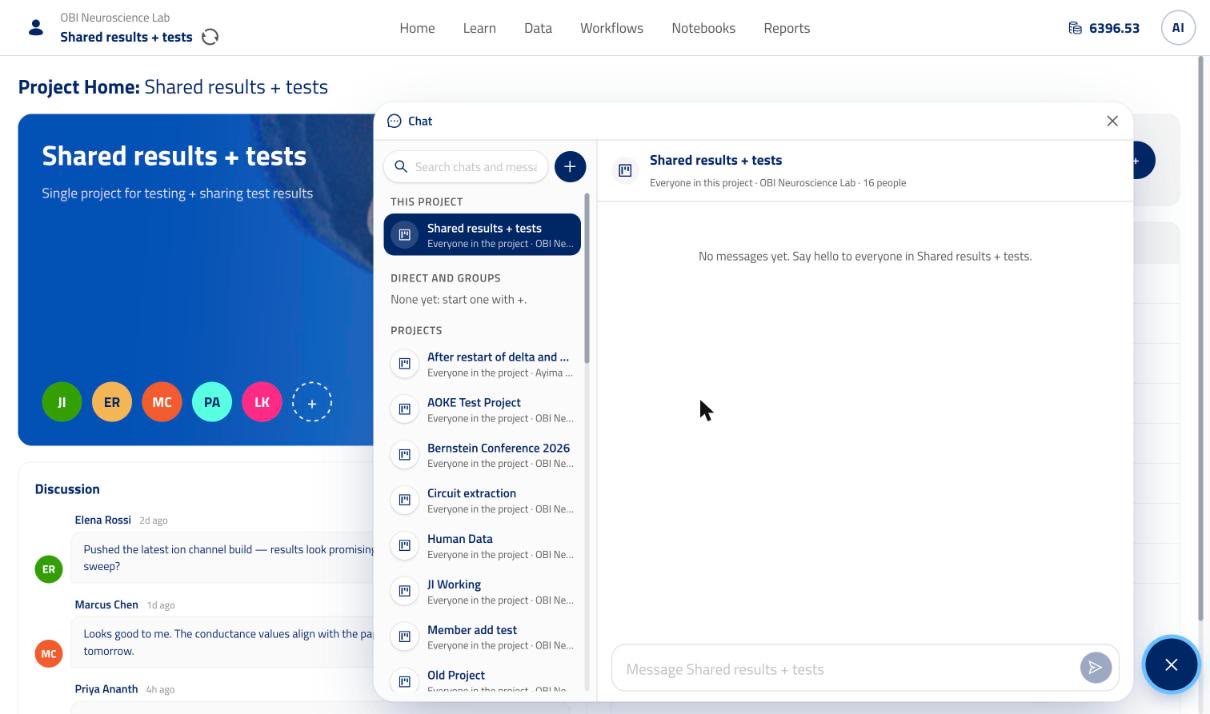 OBI Neuroscience Lab
Shared results + tests
Home Learn Data Workflows Notebooks Reports
6396.53
AI
Project Home: Shared results + tests
Shared results + tests
Single project for testing + sharing test results
JI ER MC PA LK +
Discussion
Elena Rossi 2d ago
ER
Pushed the latest ion channel build — results look promising
sweep?
Marcus Chen 1d ago
MC
Looks good to me. The conductance values align with the
tomorrow.
Priya Ananth 4h ago
Chat
Search chats and messa
+
THIS PROJECT
Shared results + tests
Everyone in the project · OBI Ne...
DIRECT AND GROUPS
None yet: start one with +.
PROJECTS
After restart of delta and ...
Everyone in the project · Ayima ...
AOKE Test Project
Everyone in the project · OBI Ne...
Bernstein Conference 2026
Everyone in the project · OBI Ne...
Circuit extraction
Everyone in the project · OBI Ne...
Human Data
Everyone in the project · OBI Ne...
JI Working
Everyone in the project · OBI Ne...
Member add test
Everyone in the project · OBI Ne...
Old Project
Everyone in the project · OBI Ne...
Shared results + tests
Everyone in this project · OBI Neuroscience Lab · 16 people
No messages yet. Say hello to everyone in Shared results + tests.
Message Shared results + tests